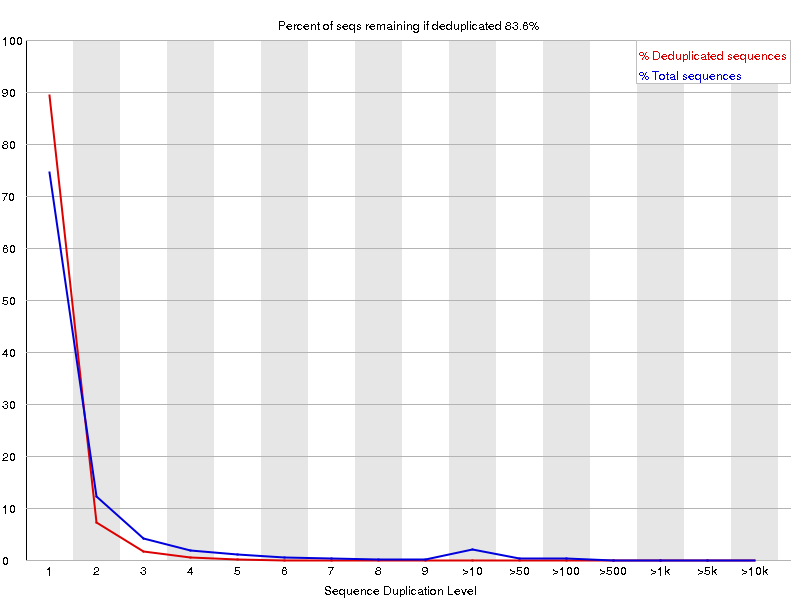 Percent of seqs remaining if deduplicated 83.6%
% Deduplicated sequences
% Total sequences
100
90
80
70
60
50
40
30
20
10
0
1 2 3 4 5 6 7 8 9 >10 >50 >100 >500 >1k >5k >10k
Sequence Duplication Level